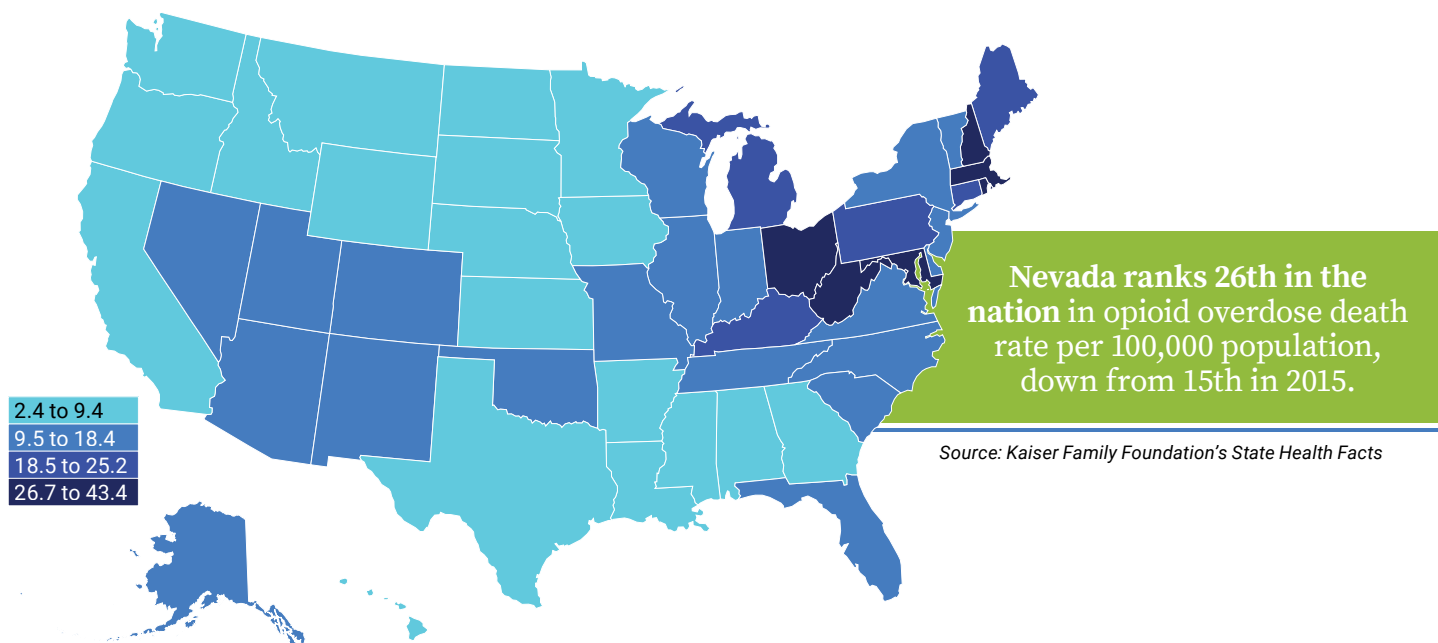 Nevada ranks 26th in the
nation in opioid overdose death
rate per 100,000 population,
down from 15th in 2015.
2.4 to 9.4
9.5 to 18.4
18.5 to 25.2
26.7 to 43.4
Source: Kaiser Family Foundation’s State Health Facts